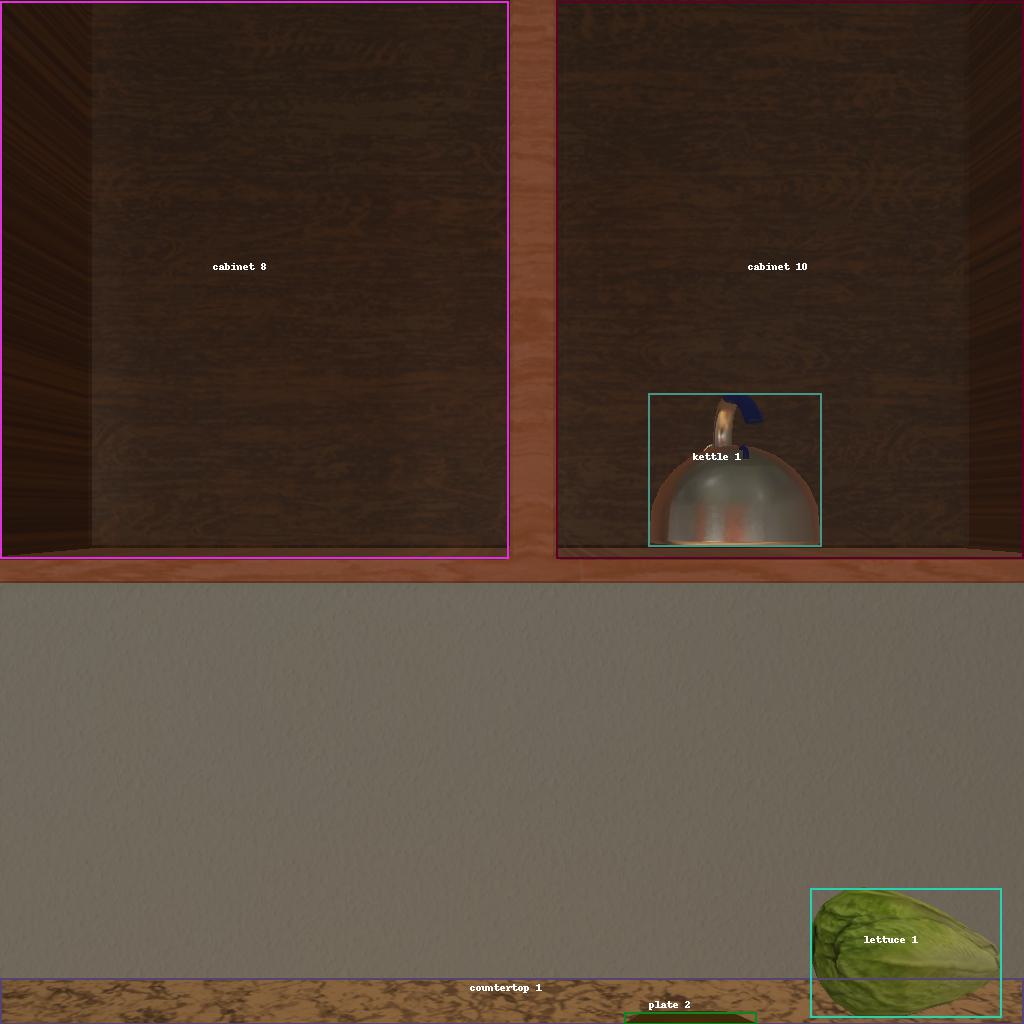 cabinet 8
cabinet 10
kettle 1
lettuce 1
countertop 1
plate 2